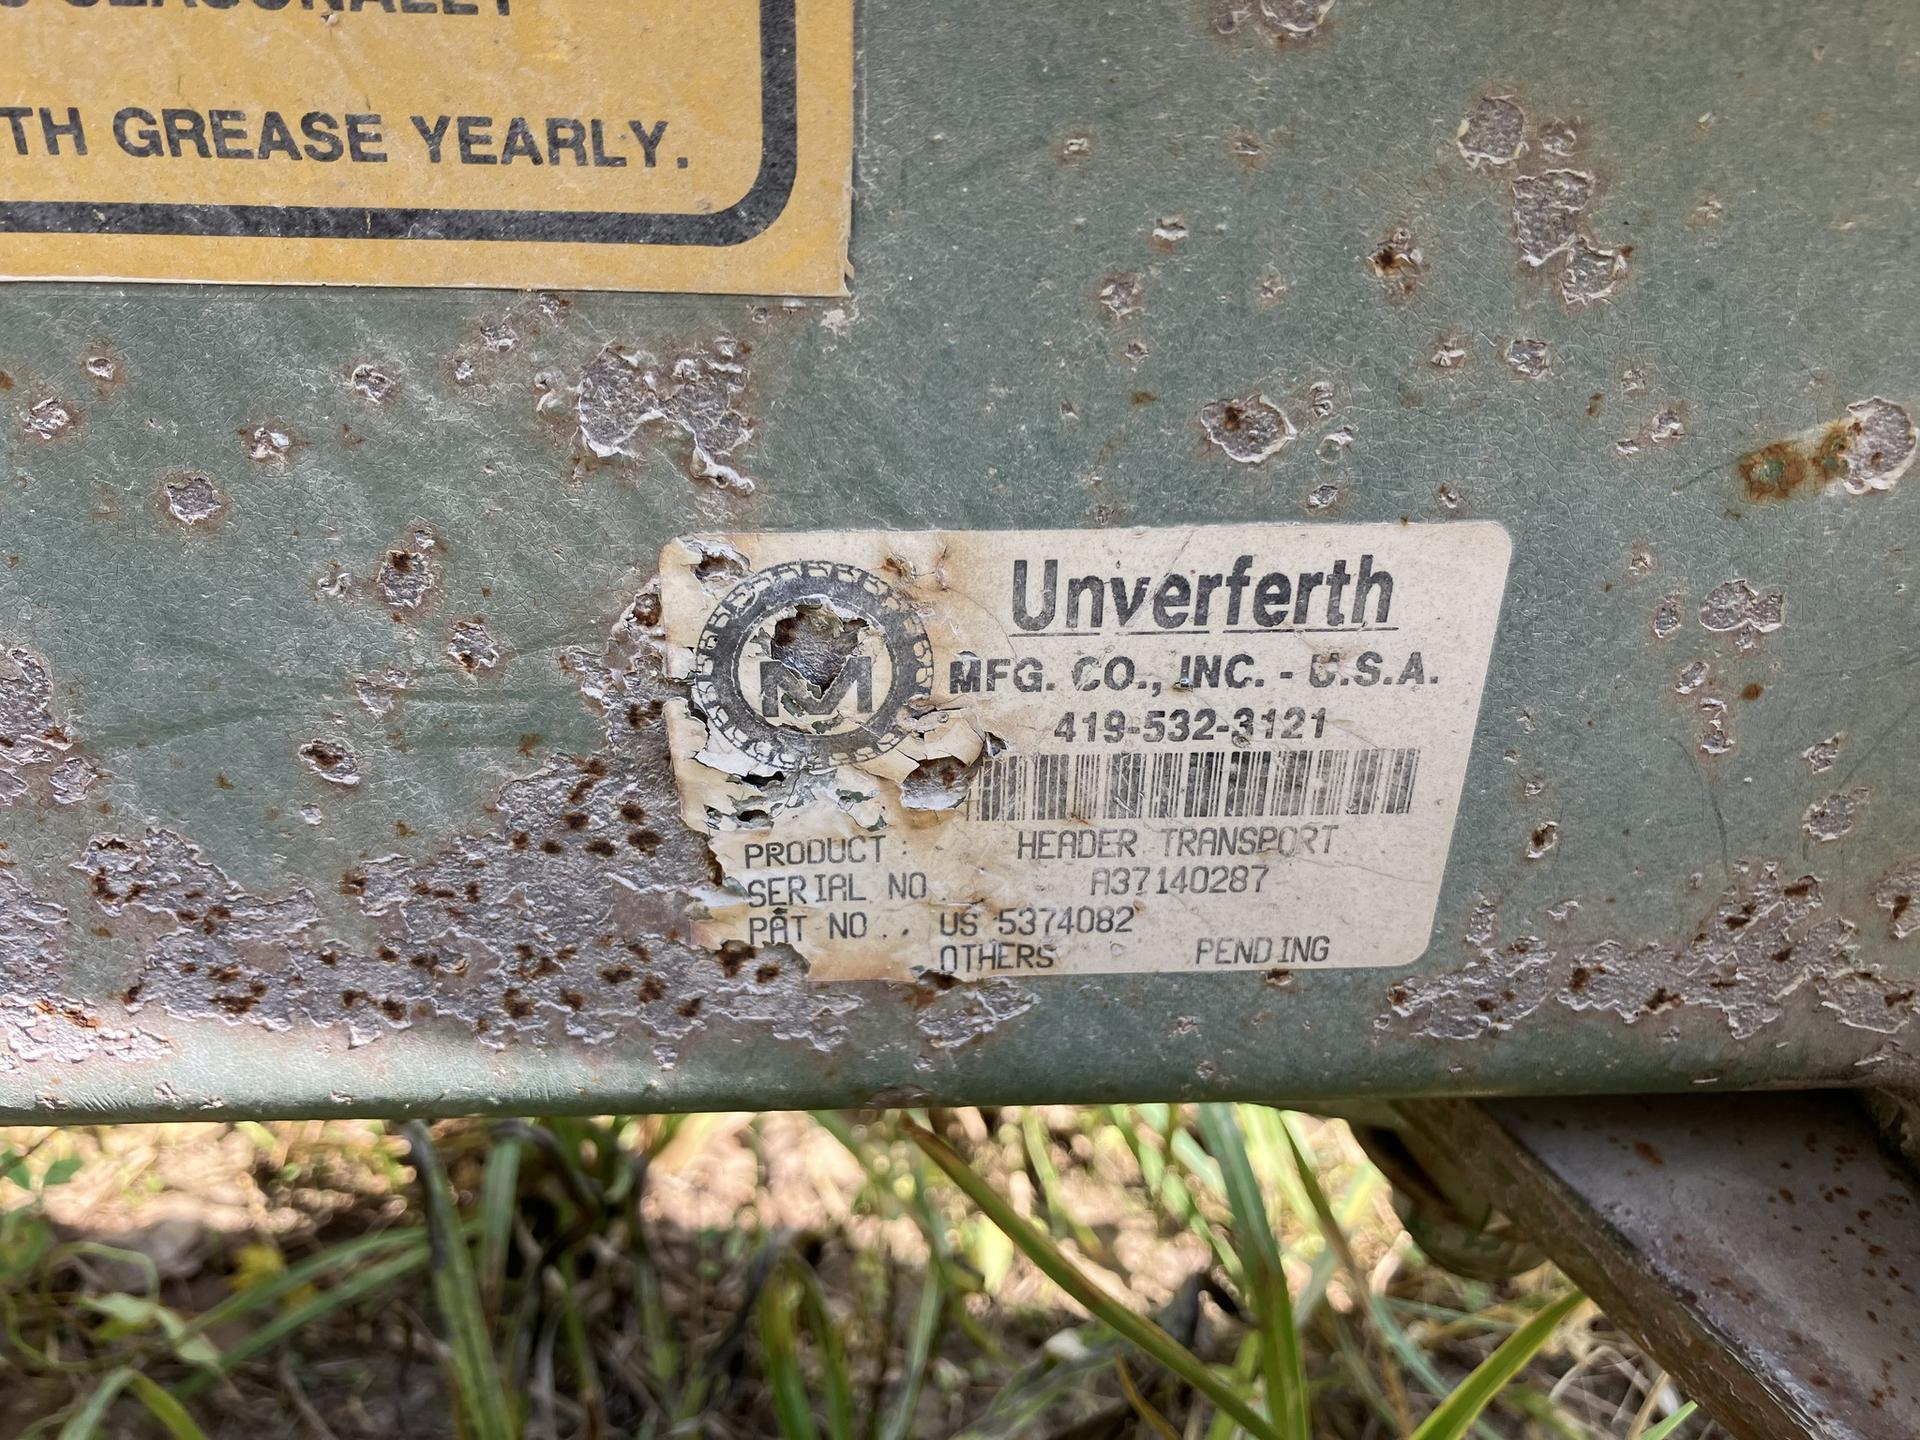 SEASONALLY
TH GREASE YEARLY.
M
Unverferth
MFG. CO., INC. - U.S.A.
419-532-3121
PRODUCT : HEADER TRANSPORT
SERIAL NO A37140287
PAT NO . . US 5374082
OTHERS PENDING